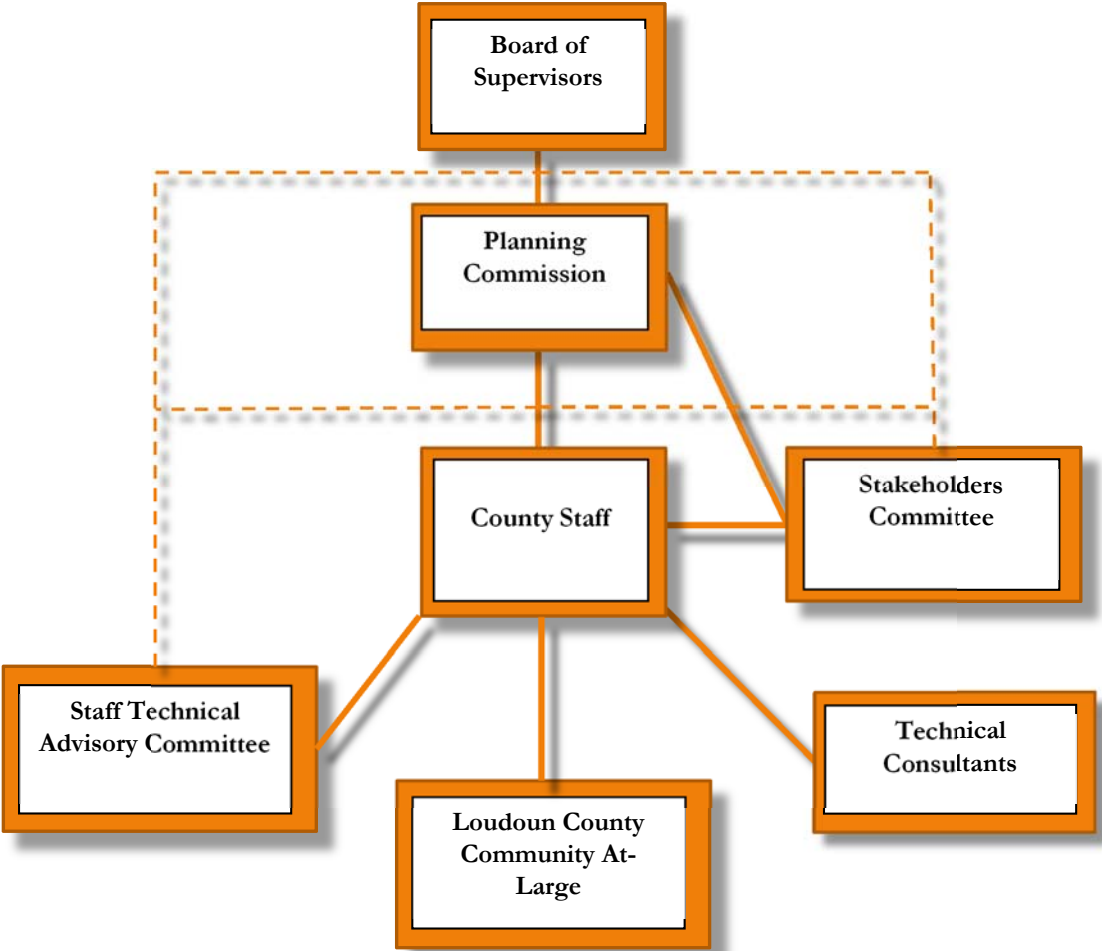 Board of
Supervisors
Planning
Commission
County Staff
Stakeholders
Committee
Staff Technical
Advisory Committee
Technical
Consultants
Loudoun County
Community At-
Large